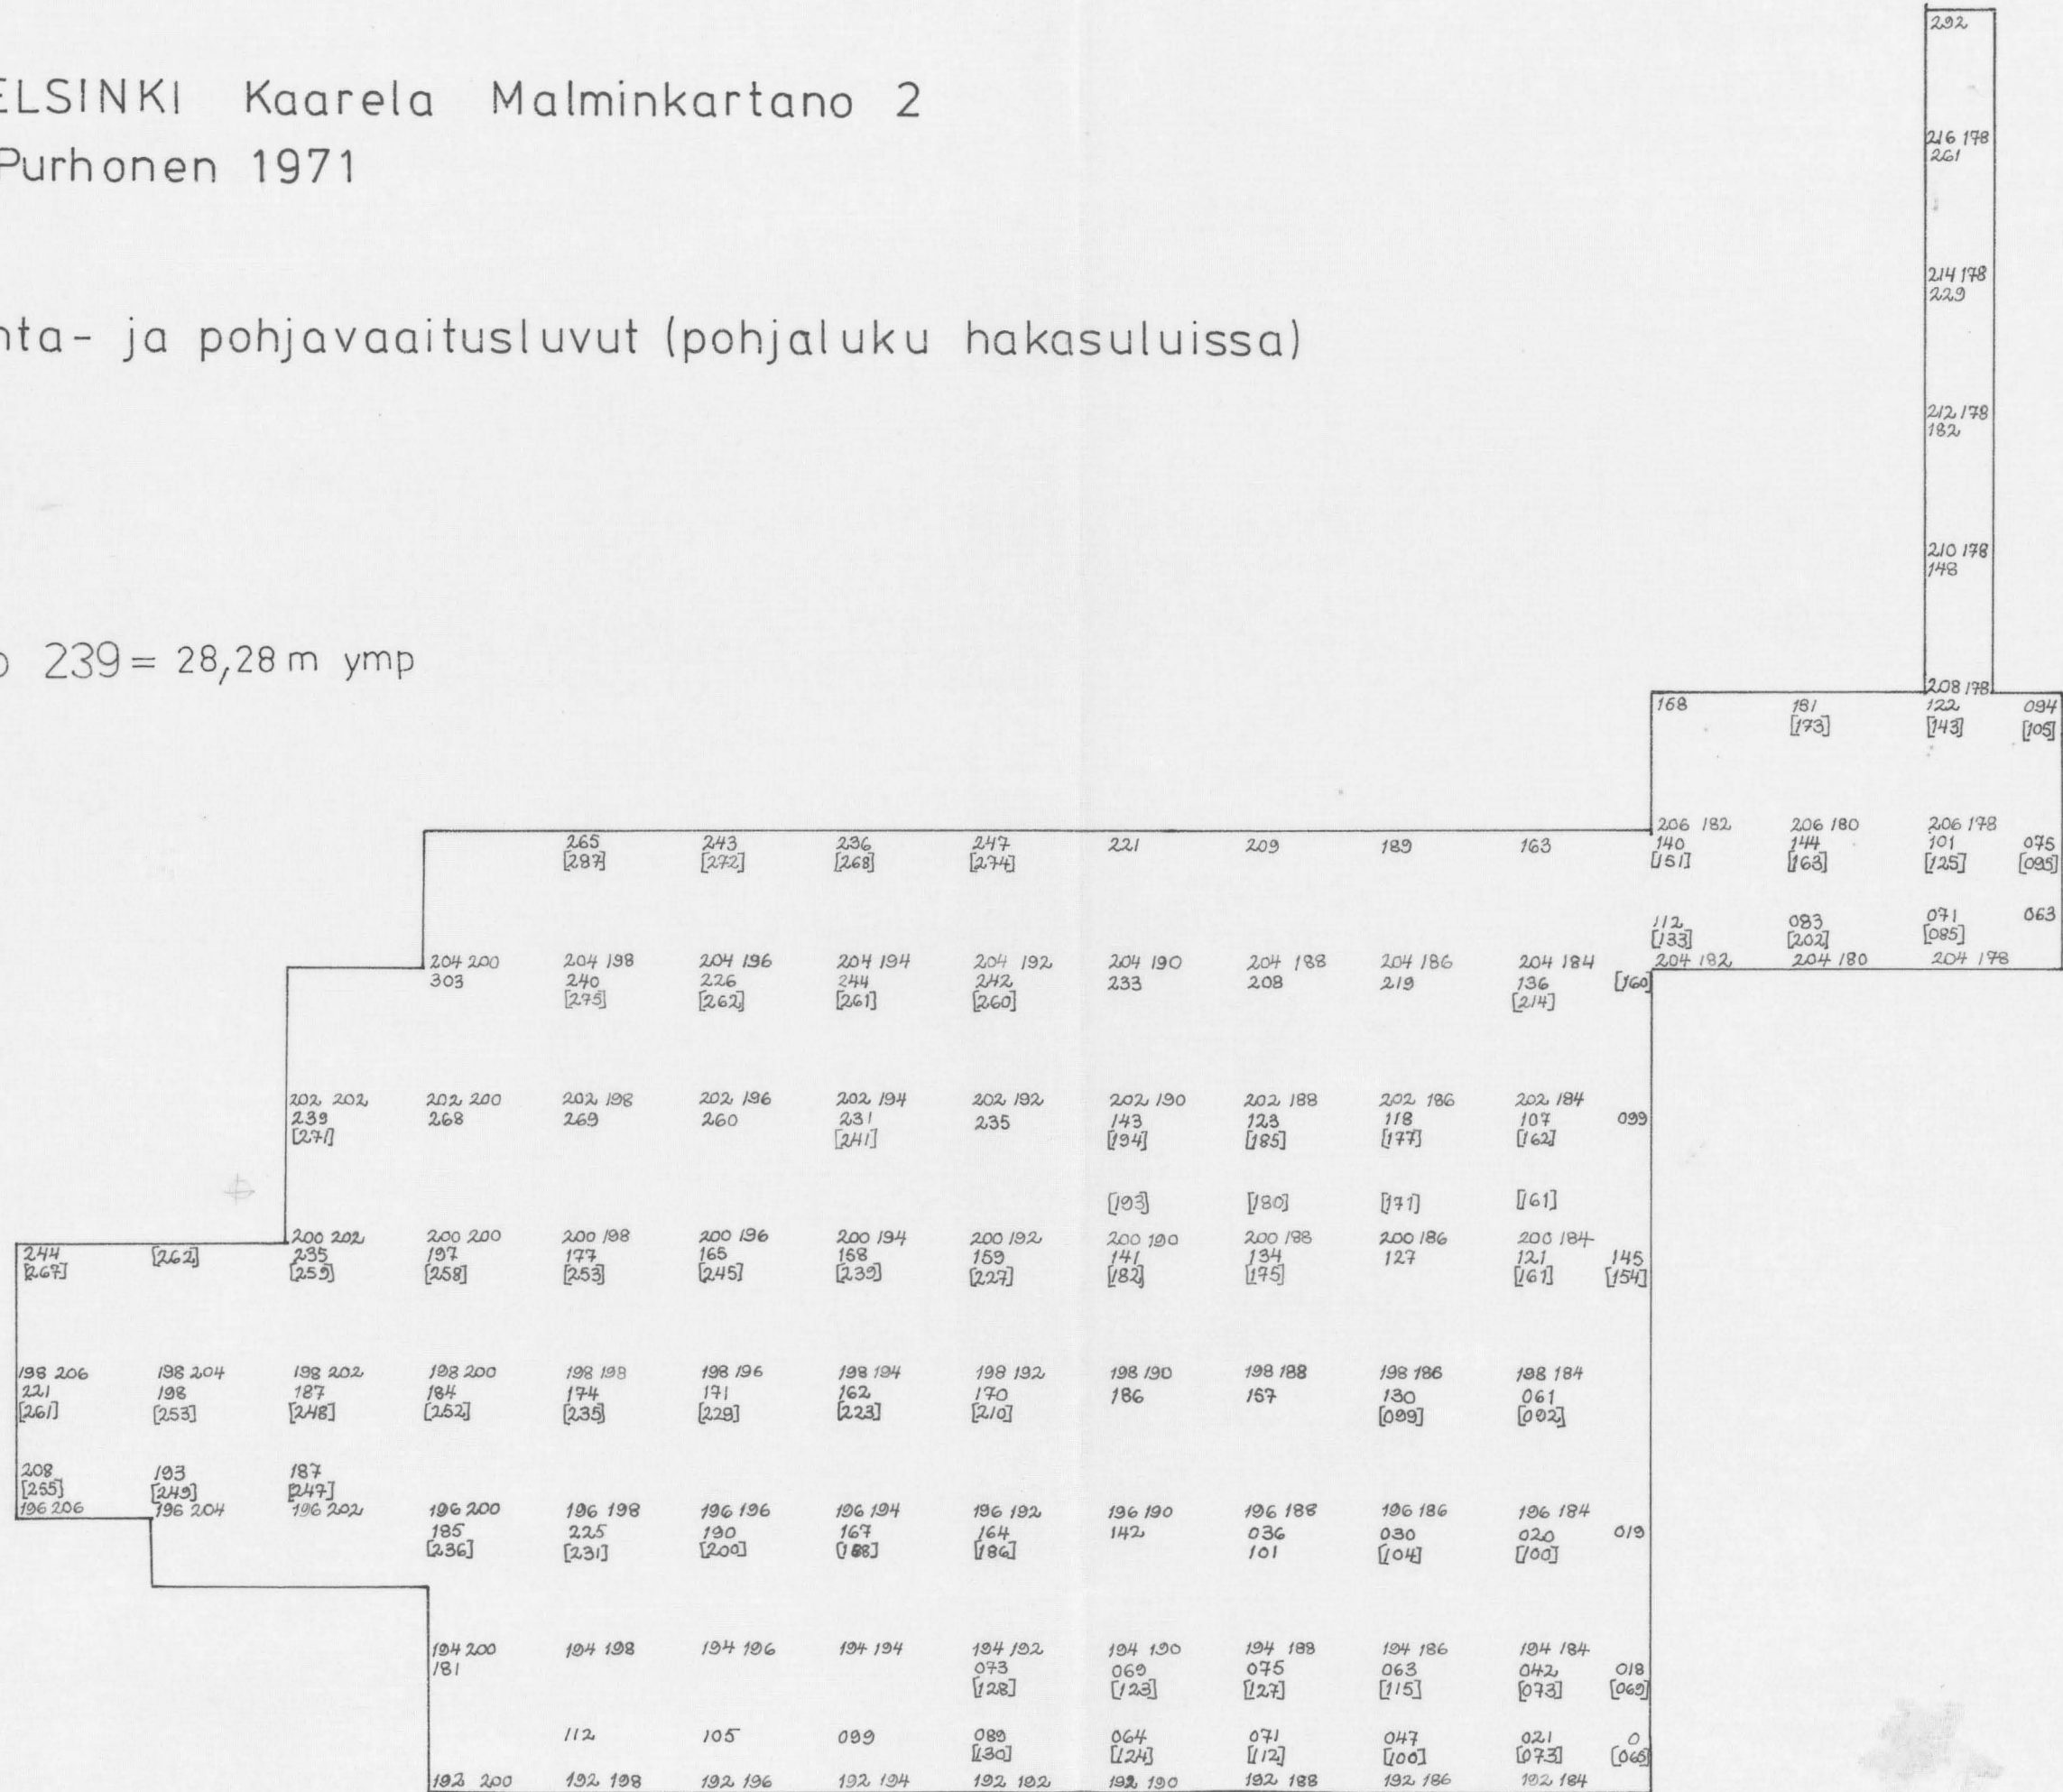 292
ELSINKI Kaarela Malminkartano 2
216 178
261
Purhonen 1971
214 178
229
nta- ja pohjavaaitusluvut (pohjaluku hakasuluissa)
212 178
182
210 178
148
239 = 28,28 m ymp
208 178
168 181 122 094
[173] [143] [105]
206 182 206 180 206 178
265 243 236 247 221 209 189 163 140 144 101 075
[287] [272] [268] [274] [151] [163] [125] [095]
112 083 071 063
[133] [202] [085]
204 200 204 198 204 196 204 194 204 192 204 190 204 188 204 186 204 184 204 182 204 180 204 178
303 240 226 244 242 233 208 219 136 [160]
[275] [262] [261] [260] [214]
202 202 202 200 202 198 202 196 202 194 202 192 202 190 202 188 202 186 202 184
239 268 269 260 231 235 143 123 118 107 099
[271] [241] [194] [185] [177] [162]
[193] [180] [171] [161]
200 202 200 200 200 198 200 196 200 194 200 192 200 190 200 188 200 186 200 184
244 [262] 235 197 177 165 158 159 141 134 127 121 145
[267] [259] [258] [253] [245] [239] [227] [182] [175] [161] [154]
198 206 198 204 198 202 198 200 198 198 198 196 198 194 198 192 198 190 198 188 198 186 198 184
221 198 187 184 174 171 162 170 186 157 130 061
[261] [253] [248] [252] [235] [229] [223] [210] [099] [092]
208 193 187
[255] [249] [247]
196 206 196 204 196 202 196 200 196 198 196 196 196 194 196 192 196 190 196 188 196 186 196 184
185 225 190 167 164 142 036 030 020 019
[236] [231] [200] [188] [186] 101 [104] [100]
194 200 194 198 194 196 194 194 194 192 194 190 194 188 194 186 194 184
181 073 069 075 063 042 018
[128] [123] [127] [115] [073] [069]
112 105 099 089 064 071 047 021 0
[130] [124] [112] [100] [073] [065]
192 200 192 198 192 196 192 194 192 192 192 190 192 188 192 186 192 184